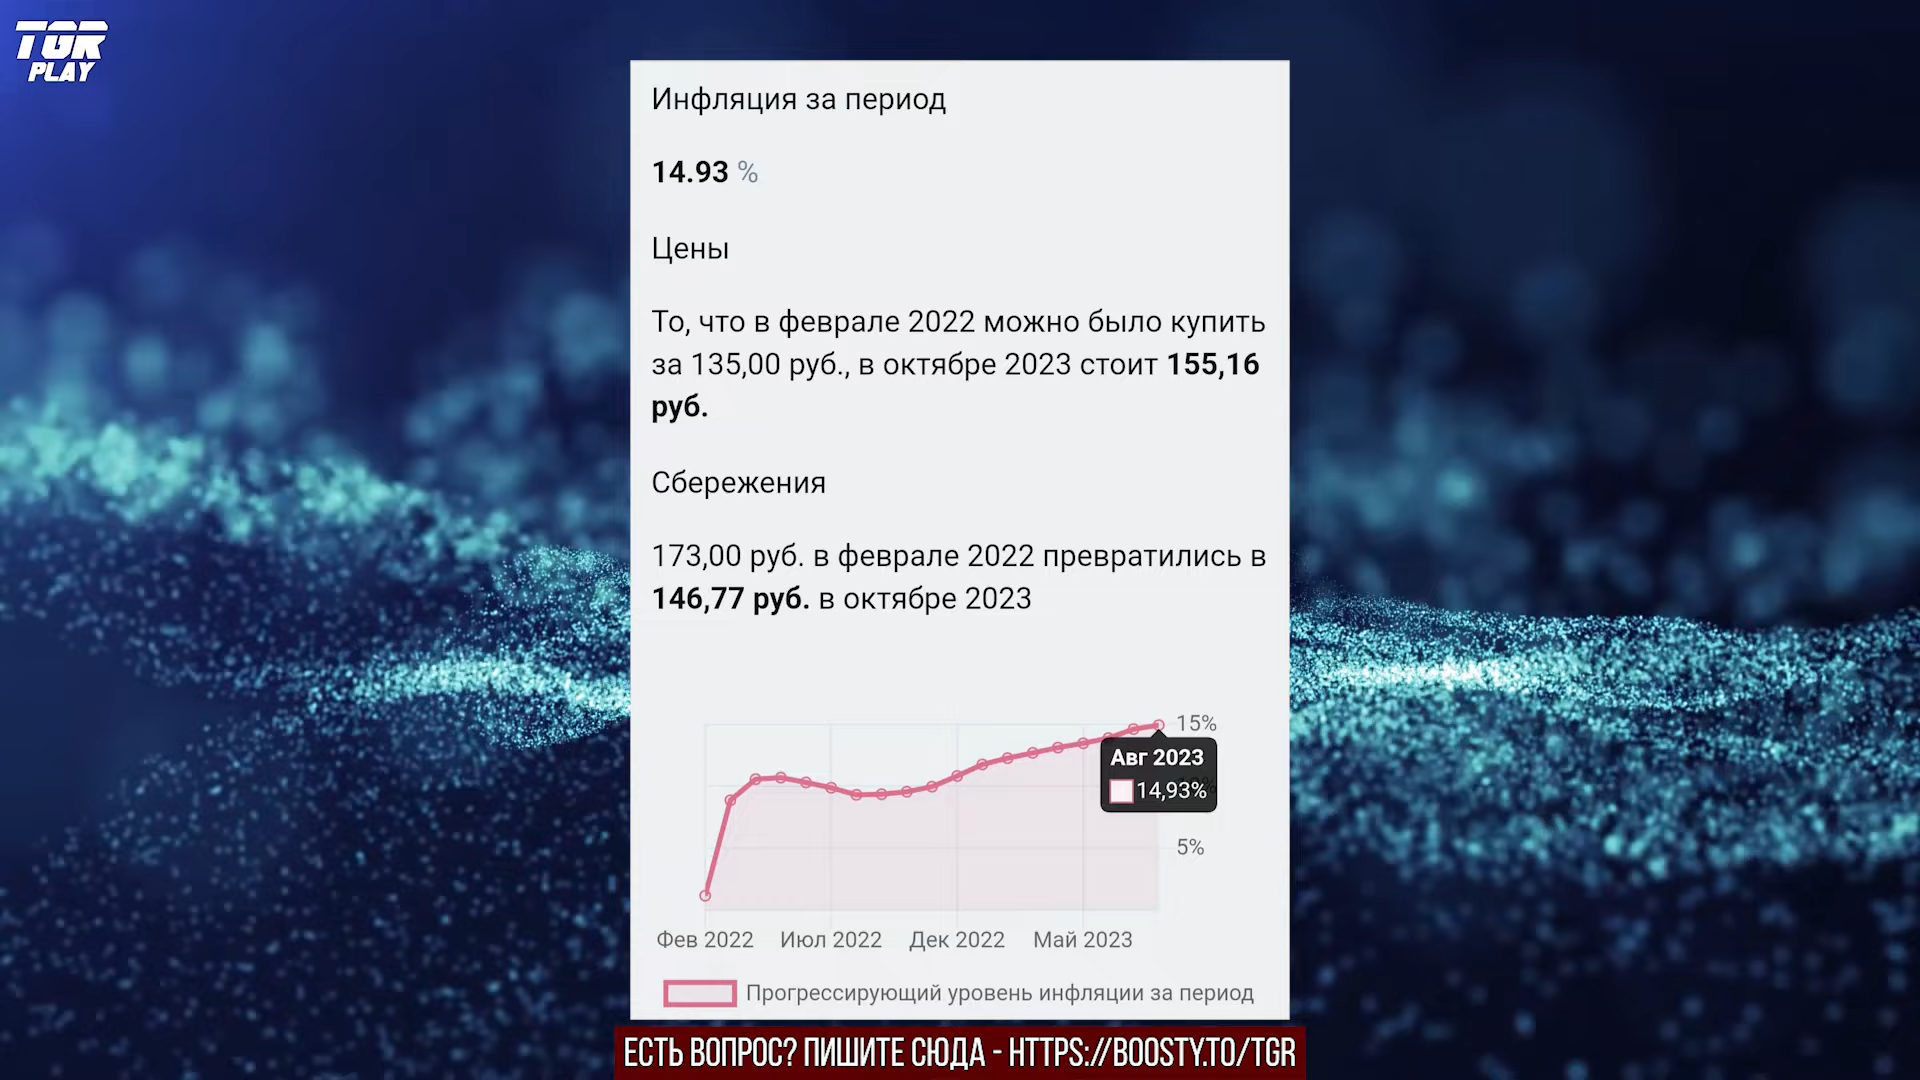 TGR
PLAY
Инфляция за период
14.93 %
Цены
То, что в феврале 2022 можно было купить
за 135,00 руб., в октябре 2023 стоит 155,16
руб.
Сбережения
173,00 руб. в феврале 2022 превратились в
146,77 руб. в октябре 2023
15%
Авг 2023
14,93%
5%
Фев 2022 Июл 2022 Дек 2022 Май 2023
Прогрессирующий уровень инфляции за период
ЕСТЬ ВОПРОС? ПИШИТЕ СЮДА - HTTPS://BOOSTY.TO/TGR